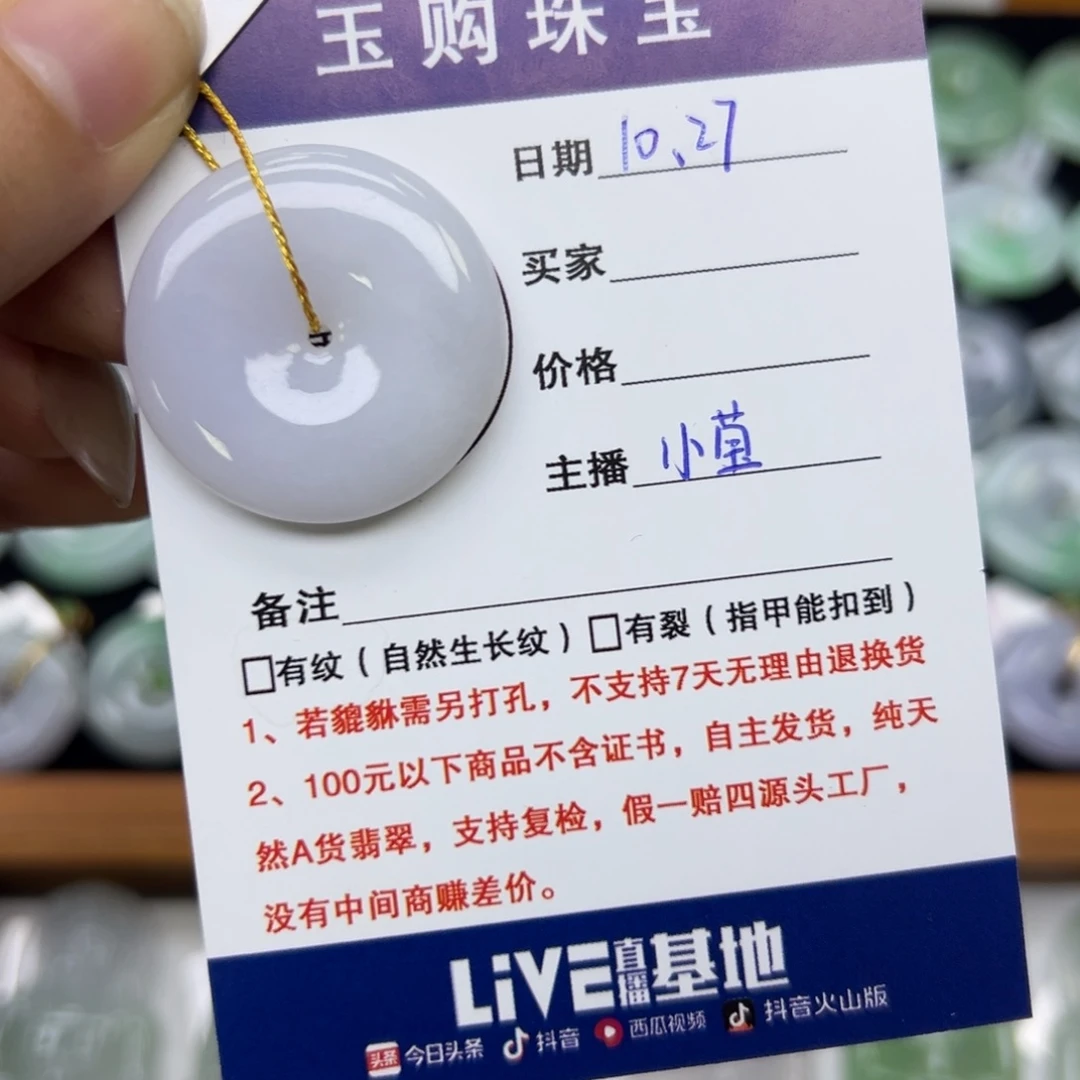 玉购珠宝
日期 10、27
买家
价格
主播 小萱
备注
□有纹（自然生长纹）□有裂（指甲能扣到）
1、若貔貅需另打孔，不支持7天无理由退换货
2、100元以下商品不含证书，自主发货，纯天
然A货翡翠，支持复检，假一赔四源头工厂，
没有中间商赚差价。
LiVE直播基地
头条 今日头条 抖音 西瓜视频 抖音火山版